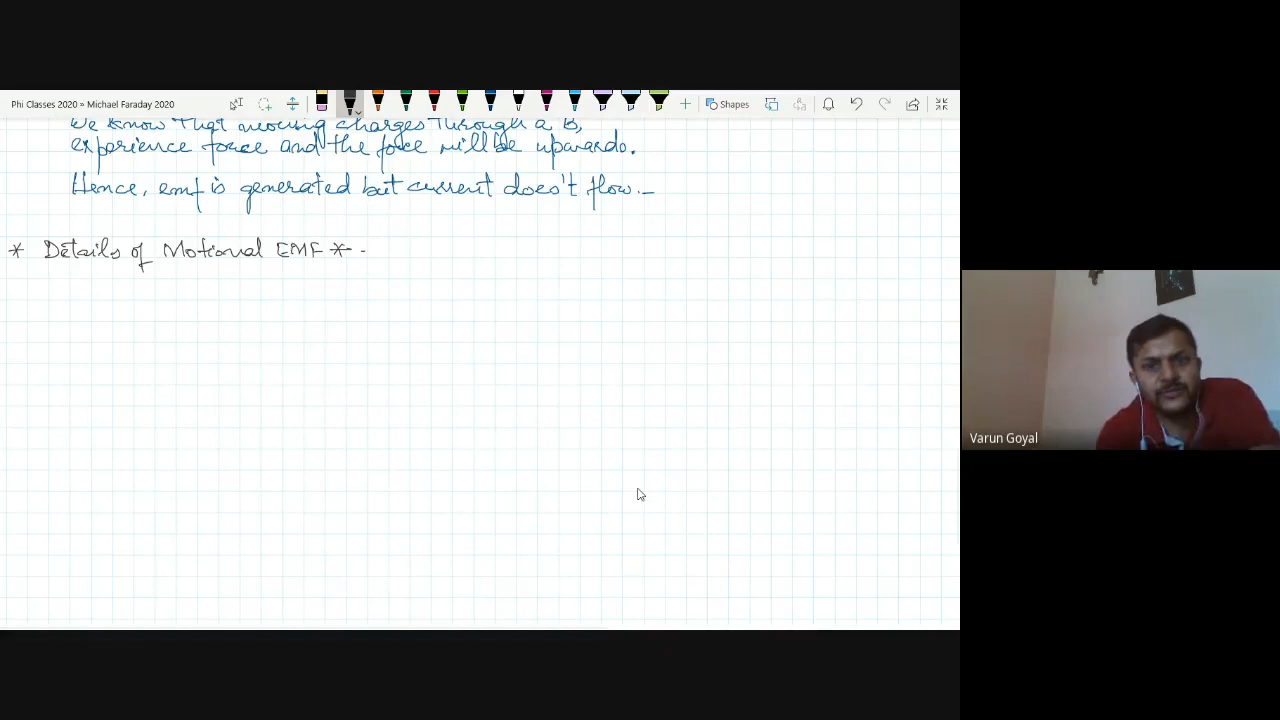 Phi Classes 2020 » Michael Faraday 2020
Shapes
We know that moving charges through a B,
experience force and the force will be upwards.
Hence, emf is generated but current does't flow.-
* Details of Motional EMF * -
Varun Goyal